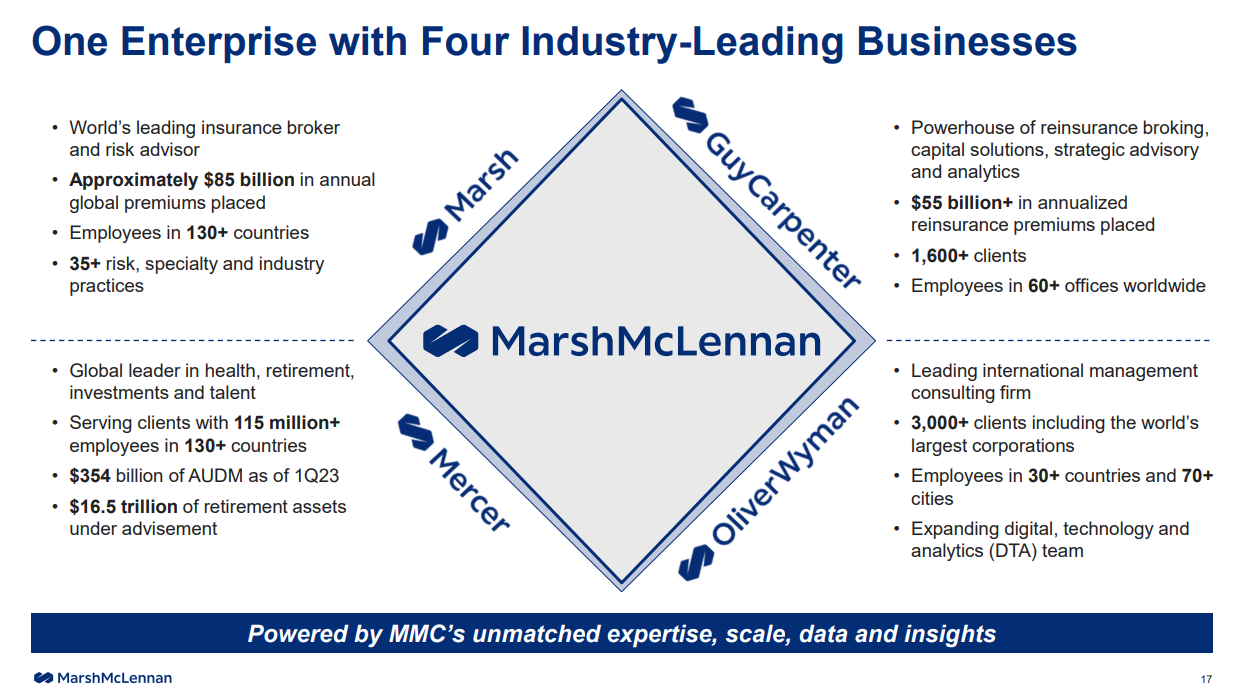 One Enterprise with Four Industry-Leading Businesses
• World’s leading insurance broker
and risk advisor
• Approximately $85 billion in annual
global premiums placed
• Employees in 130+ countries
• 35+ risk, specialty and industry
practices
Marsh
GuyCarpenter
• Powerhouse of reinsurance broking,
capital solutions, strategic advisory
and analytics
• $55 billion+ in annualized
reinsurance premiums placed
• 1,600+ clients
• Employees in 60+ offices worldwide
MarshMcLennan
• Global leader in health, retirement,
investments and talent
• Serving clients with 115 million+
employees in 130+ countries
• $354 billion of AUDM as of 1Q23
• $16.5 trillion of retirement assets
under advisement
Mercer
OliverWyman
• Leading international management
consulting firm
• 3,000+ clients including the world’s
largest corporations
• Employees in 30+ countries and 70+
cities
• Expanding digital, technology and
analytics (DTA) team
Powered by MMC’s unmatched expertise, scale, data and insights
MarshMcLennan
17